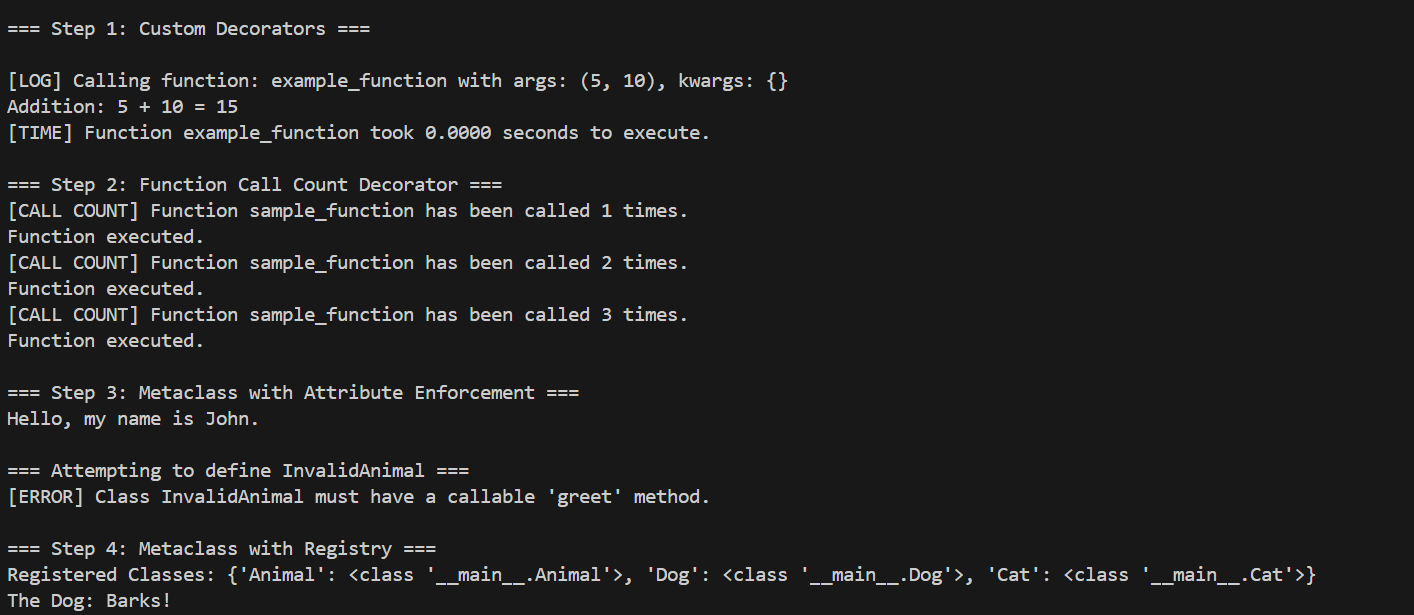 === Step 1: Custom Decorators ===
[LOG] Calling function: example_function with args: (5, 10), kwargs: {}
Addition: 5 + 10 = 15
[TIME] Function example_function took 0.0000 seconds to execute.
=== Step 2: Function Call Count Decorator ===
[CALL COUNT] Function sample_function has been called 1 times.
Function executed.
[CALL COUNT] Function sample_function has been called 2 times.
Function executed.
[CALL COUNT] Function sample_function has been called 3 times.
Function executed.
=== Step 3: Metaclass with Attribute Enforcement ===
Hello, my name is John.
=== Attempting to define InvalidAnimal ===
[ERROR] Class InvalidAnimal must have a callable 'greet' method.
=== Step 4: Metaclass with Registry ===
Registered Classes: {'Animal': <class '__main__.Animal'>, 'Dog': <class '__main__.Dog'>, 'Cat': <class '__main__.Cat'>}
The Dog: Barks!